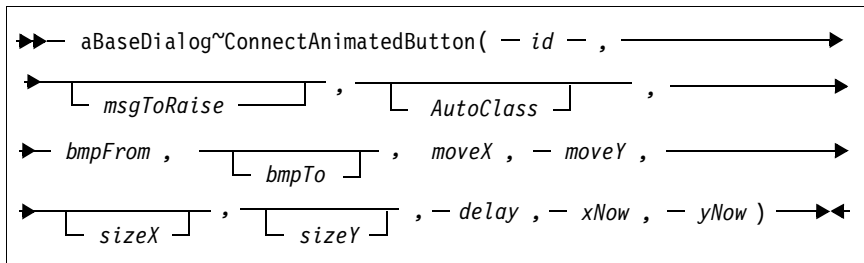 aBaseDialog~ConnectAnimatedButton( id ,
msgToRaise , AutoClass ,
bmpFrom , bmpTo , moveX , moveY ,
sizeX , sizeY , delay , xNow , yNow )